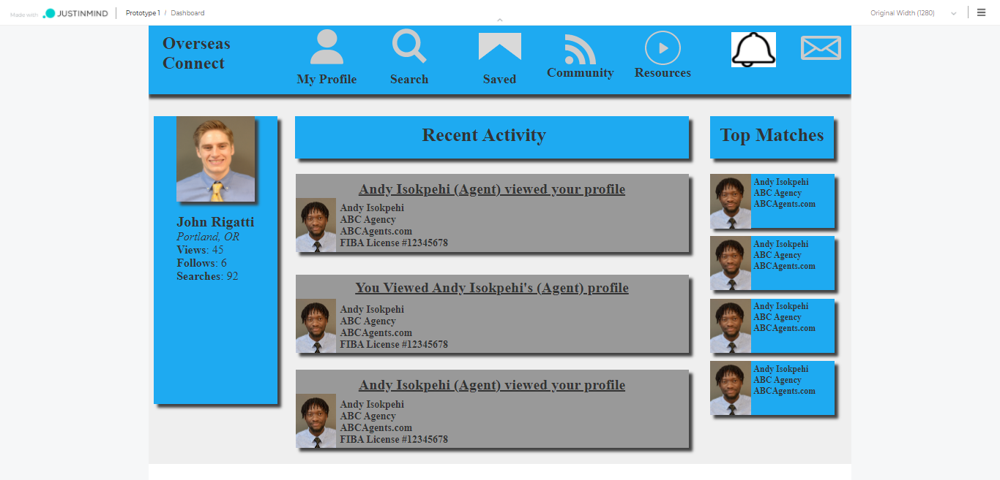 Made with JUSTINMIND
Prototype 1 / Dashboard
Original Width (1280)
Overseas
Connect
My Profile
Search
Saved
Community
Resources
John Rigatti
Portland, OR
Views: 45
Follows: 6
Searches: 92
Recent Activity
Andy Isokpehi (Agent) viewed your profile
Andy Isokpehi
ABC Agency
ABCAgents.com
FIBA License #12345678
You Viewed Andy Isokpehi's (Agent) profile
Andy Isokpehi
ABC Agency
ABCAgents.com
FIBA License #12345678
Andy Isokpehi (Agent) viewed your profile
Andy Isokpehi
ABC Agency
ABCAgents.com
FIBA License #12345678
Top Matches
Andy Isokpehi
ABC Agency
ABCAgents.com
Andy Isokpehi
ABC Agency
ABCAgents.com
Andy Isokpehi
ABC Agency
ABCAgents.com
Andy Isokpehi
ABC Agency
ABCAgents.com